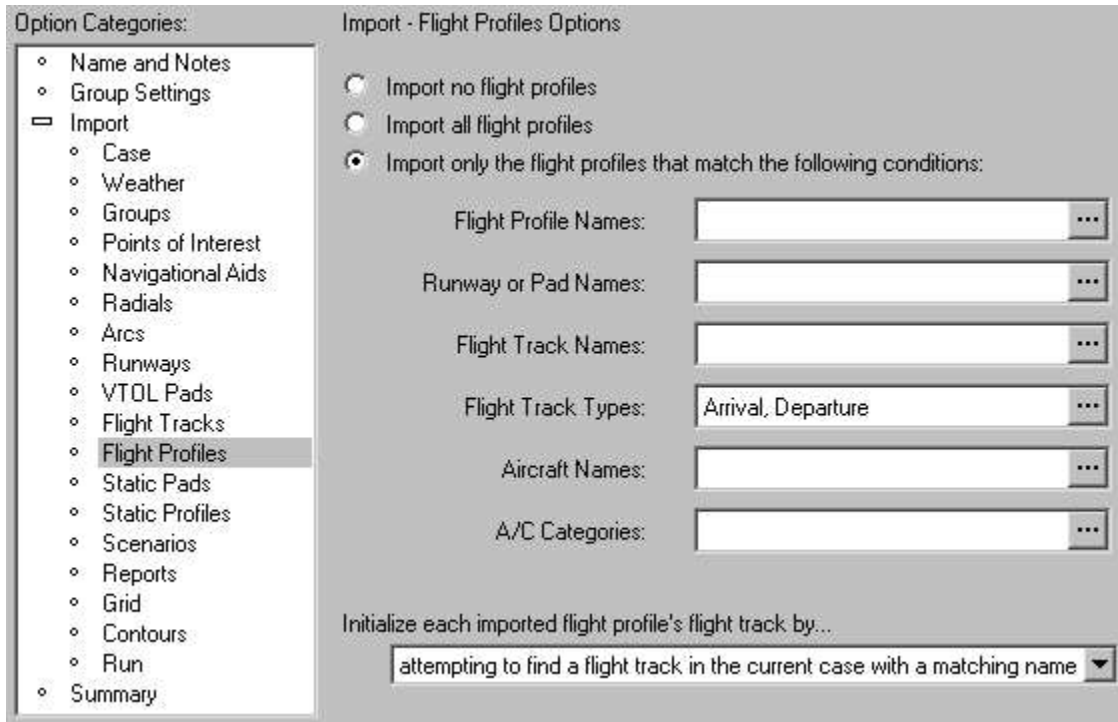 Option Categories:
Name and Notes
Group Settings
Import
Case
Weather
Groups
Points of Interest
Navigational Aids
Radials
Arcs
Runways
VTOL Pads
Flight Tracks
Flight Profiles
Static Pads
Static Profiles
Scenarios
Reports
Grid
Contours
Run
Summary
Import - Flight Profiles Options
Import no flight profiles
Import all flight profiles
Import only the flight profiles that match the following conditions:
Flight Profile Names:
...
Runway or Pad Names:
...
Flight Track Names:
...
Flight Track Types: Arrival, Departure
...
Aircraft Names:
...
A/C Categories:
...
Initialize each imported flight profile's flight track by...
attempting to find a flight track in the current case with a matching name